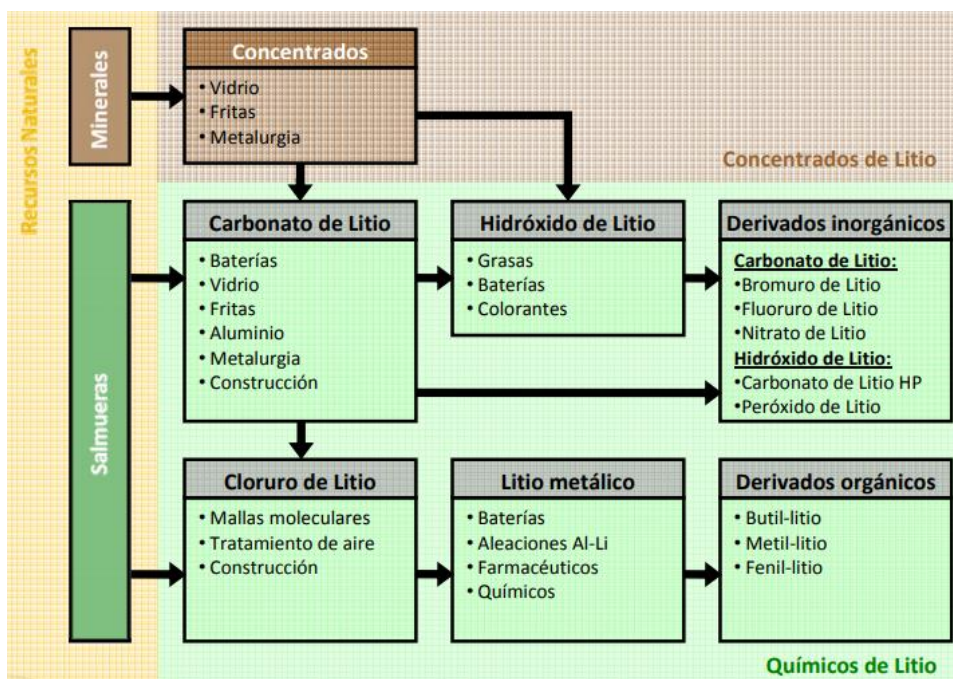 Recursos Naturales
Minerales
Concentrados
• Vidrio
• Fritas
• Metalurgia
Concentrados de Litio
Salmueras
Carbonato de Litio
• Baterías
• Vidrio
• Fritas
• Aluminio
• Metalurgia
• Construcción
Hidróxido de Litio
• Grasas
• Baterías
• Colorantes
Derivados inorgánicos
Carbonato de Litio:
•Bromuro de Litio
•Fluoruro de Litio
•Nitrato de Litio
Hidróxido de Litio:
•Carbonato de Litio HP
•Peróxido de Litio
Cloruro de Litio
• Mallas moleculares
• Tratamiento de aire
• Construcción
Litio metálico
• Baterías
• Aleaciones Al-Li
• Farmacéuticos
• Químicos
Derivados orgánicos
• Butil-litio
• Metil-litio
• Fenil-litio
Químicos de Litio